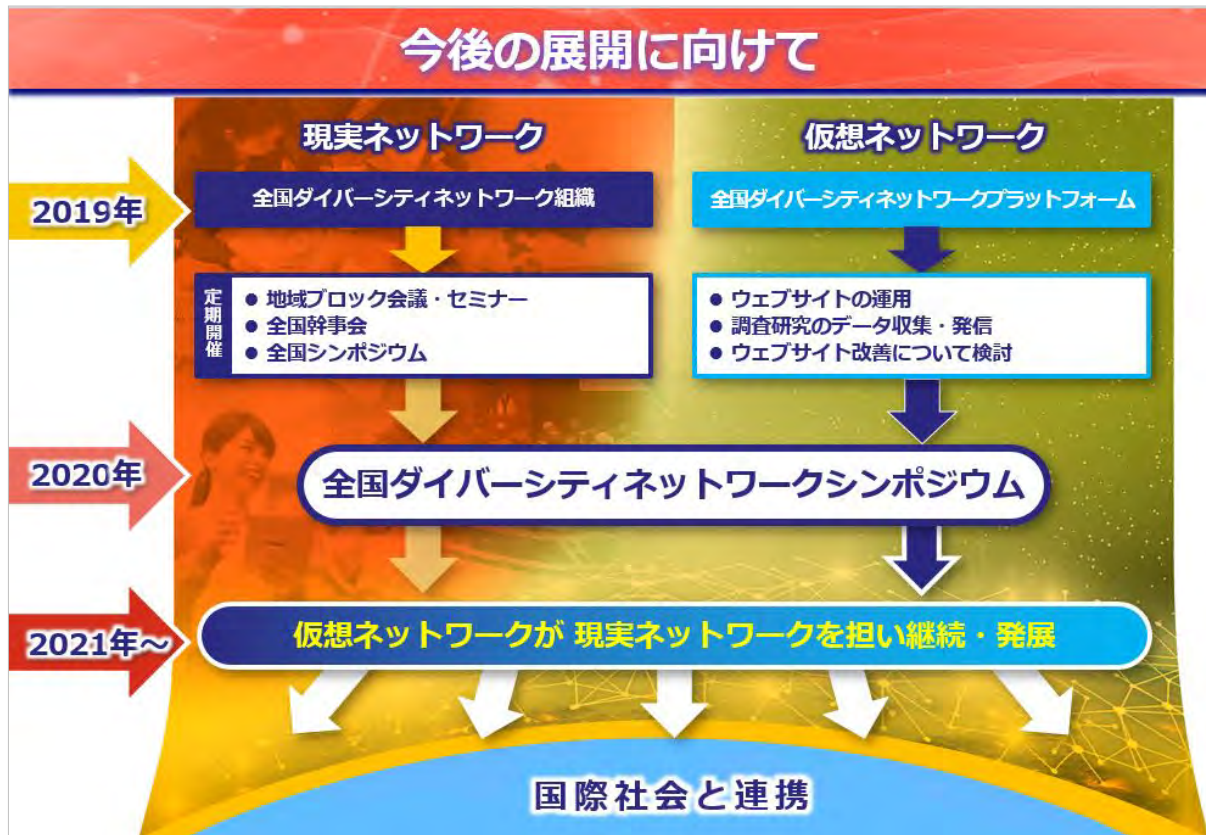 今後の展開に向けて
現実ネットワーク
仮想ネットワーク
2019年
全国ダイバーシティネットワーク組織
全国ダイバーシティネットワークプラットフォーム
定期開催
● 地域ブロック会議・セミナー
● 全国幹事会
● 全国シンポジウム
● ウェブサイトの運用
● 調査研究のデータ収集・発信
● ウェブサイト改善について検討
2020年
全国ダイバーシティネットワークシンポジウム
2021年～
仮想ネットワークが 現実ネットワークを担い継続・発展
国際社会と連携